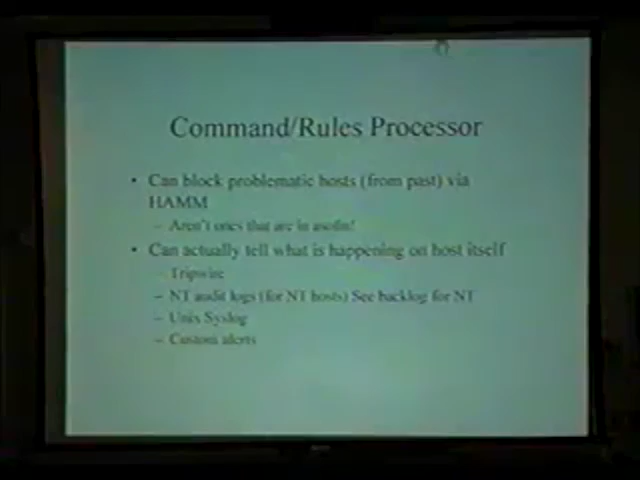 Command/Rules Processor
• Can block problematic hosts (from past) via
HAMM
– Aren't ones that are in
• Can actually tell what is happening on host itself
– Tripwire
– NT audit logs (for NT hosts) See backlog for NT
– Unix Syslog
– Custom alerts